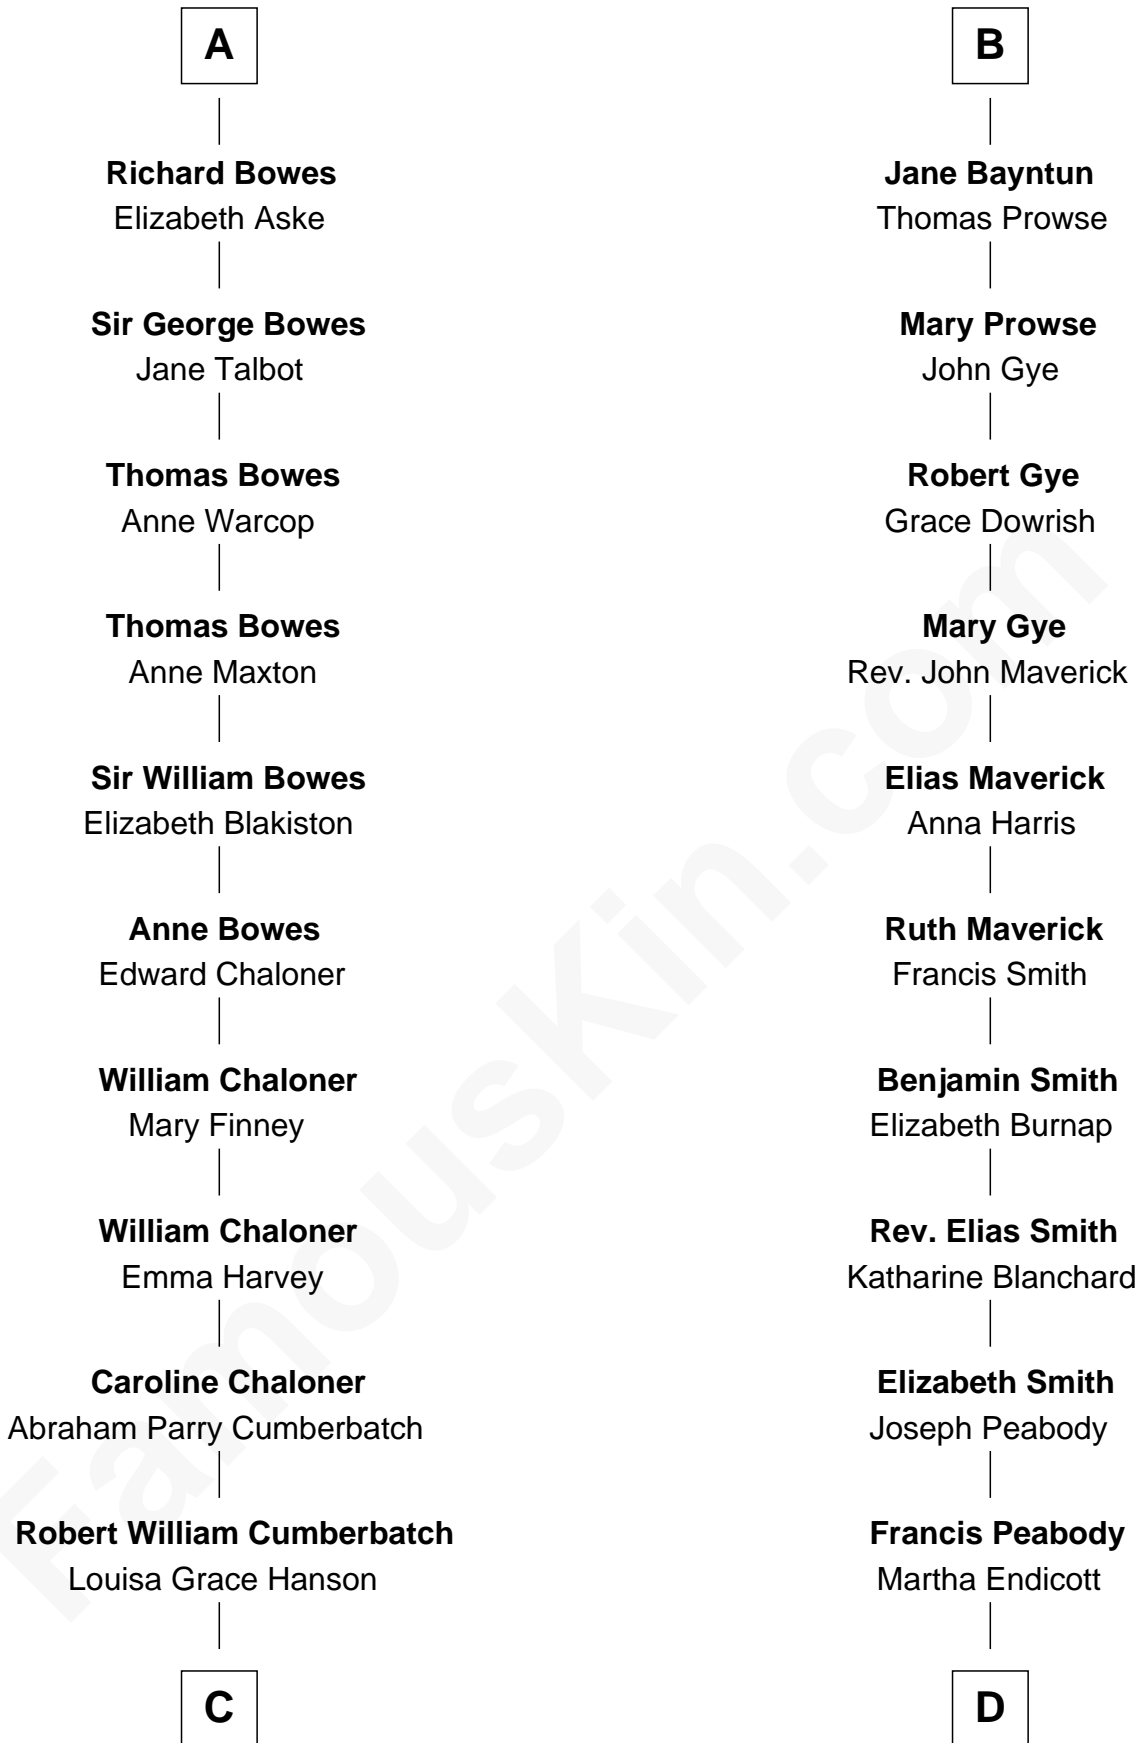 A
Richard Bowes
Elizabeth Aske
Sir George Bowes
Jane Talbot
Thomas Bowes
Anne Warcop
Thomas Bowes
Anne Maxton
Sir William Bowes
Elizabeth Blakiston
Anne Bowes
Edward Chaloner
William Chaloner
Mary Finney
William Chaloner
Emma Harvey
Caroline Chaloner
Abraham Parry Cumberbatch
Robert William Cumberbatch
Louisa Grace Hanson
C
B
Jane Bayntun
Thomas Prowse
Mary Prowse
John Gye
Robert Gye
Grace Dowrish
Mary Gye
Rev. John Maverick
Elias Maverick
Anna Harris
Ruth Maverick
Francis Smith
Benjamin Smith
Elizabeth Burnap
Rev. Elias Smith
Katharine Blanchard
Elizabeth Smith
Joseph Peabody
Francis Peabody
Martha Endicott
D
FamousKin.com